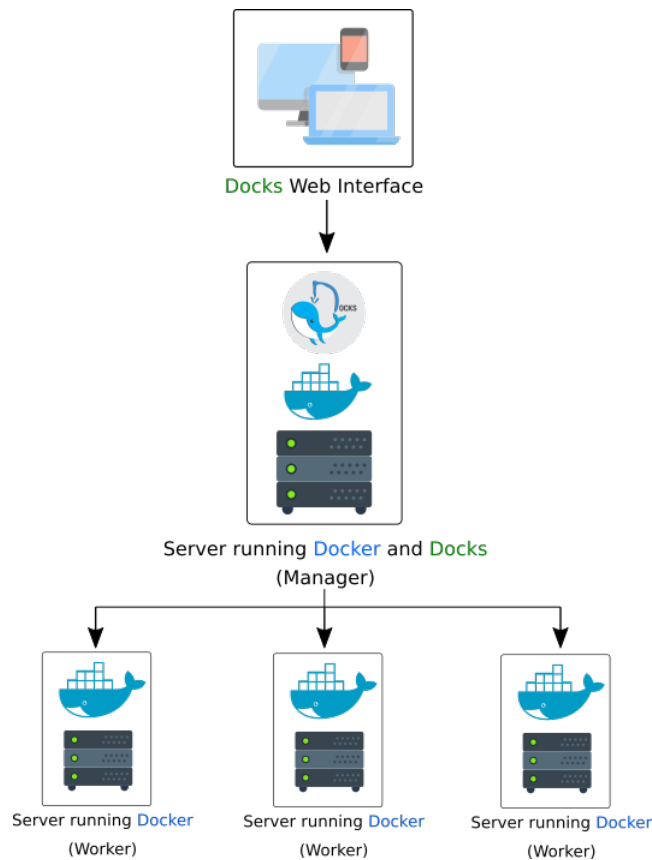 Docks Web Interface
OCKS
Server running Docker and Docks
(Manager)
Server running Docker
(Worker)
Server running Docker
(Worker)
Server running Docker
(Worker)